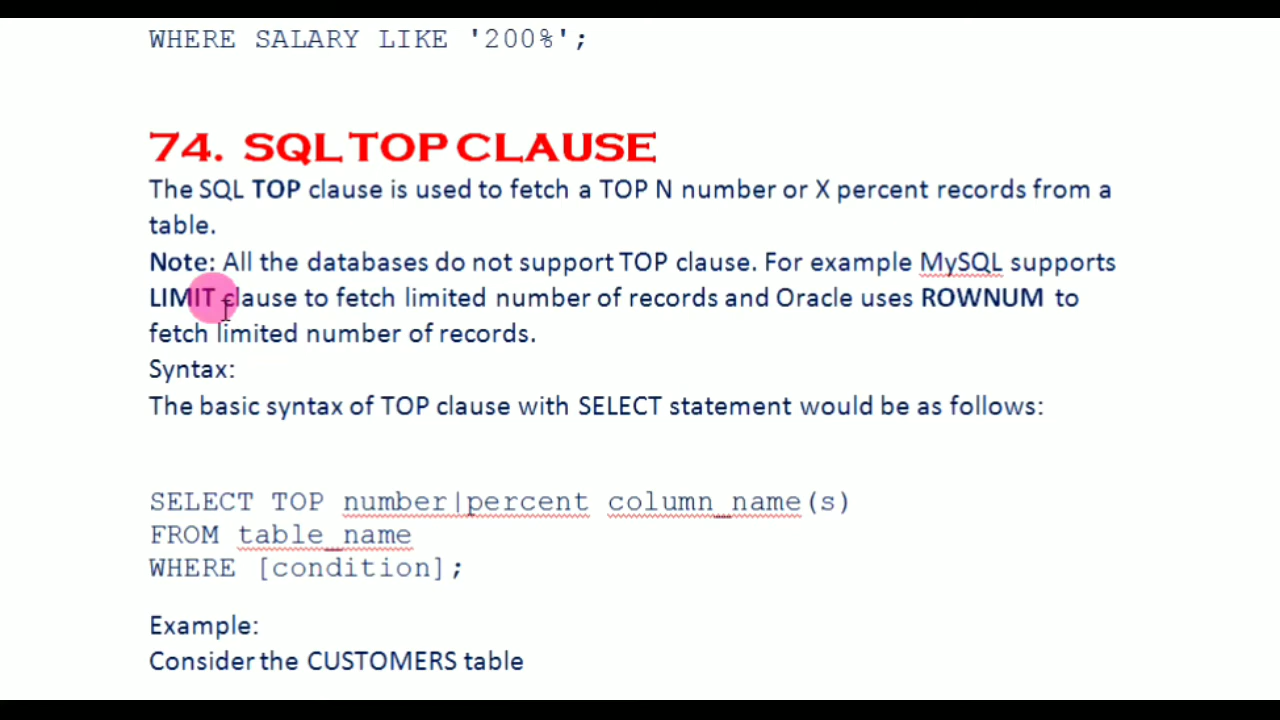 WHERE SALARY LIKE '200%';
74. SQL TOP CLAUSE
The SQL TOP clause is used to fetch a TOP N number or X percent records from a
table.
Note: All the databases do not support TOP clause. For example MySQL supports
LIMIT clause to fetch limited number of records and Oracle uses ROWNUM to
fetch limited number of records.
Syntax:
The basic syntax of TOP clause with SELECT statement would be as follows:
SELECT TOP number|percent column_name(s)
FROM table_name
WHERE [condition];
Example:
Consider the CUSTOMERS table